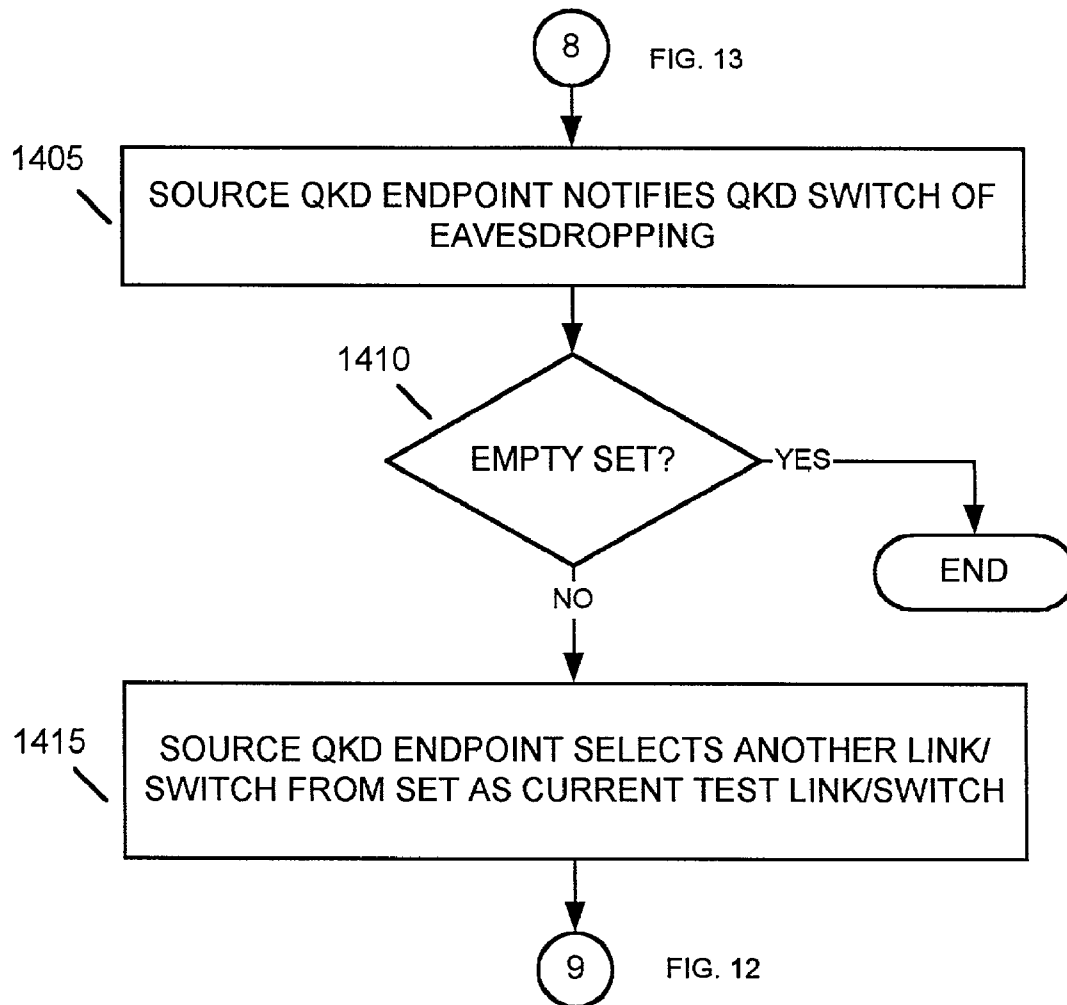 8
FIG. 13
1405
SOURCE QKD ENDPOINT NOTIFIES QKD SWITCH OF
EAVESDROPPING
1410
EMPTY SET?
YES
END
NO
1415
SOURCE QKD ENDPOINT SELECTS ANOTHER LINK/
SWITCH FROM SET AS CURRENT TEST LINK/SWITCH
9
FIG. 12